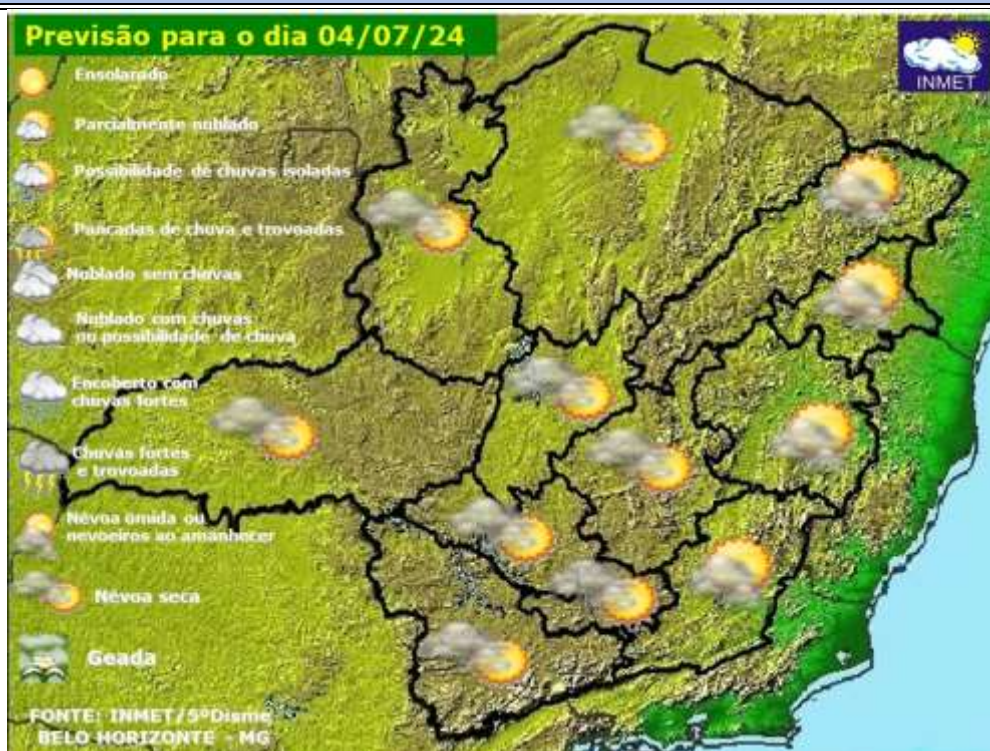 Previsão para o dia 04/07/24
INMET
Ensolarado
Parcialmente nublado
Possibilidade de chuvas isoladas
Pancadas de chuva e trovoadas
Nublado sem chuvas
Nublado com chuvas
ou possibilidade de chuva
Encoberto com
chuvas fortes
Chuvas fortes
e trovoadas
Névoa úmida ou
nevoeiros ao amanhecer
Névoa seca
Geada
FONTE: INMET/5ºDisme
BELO HORIZONTE - MG